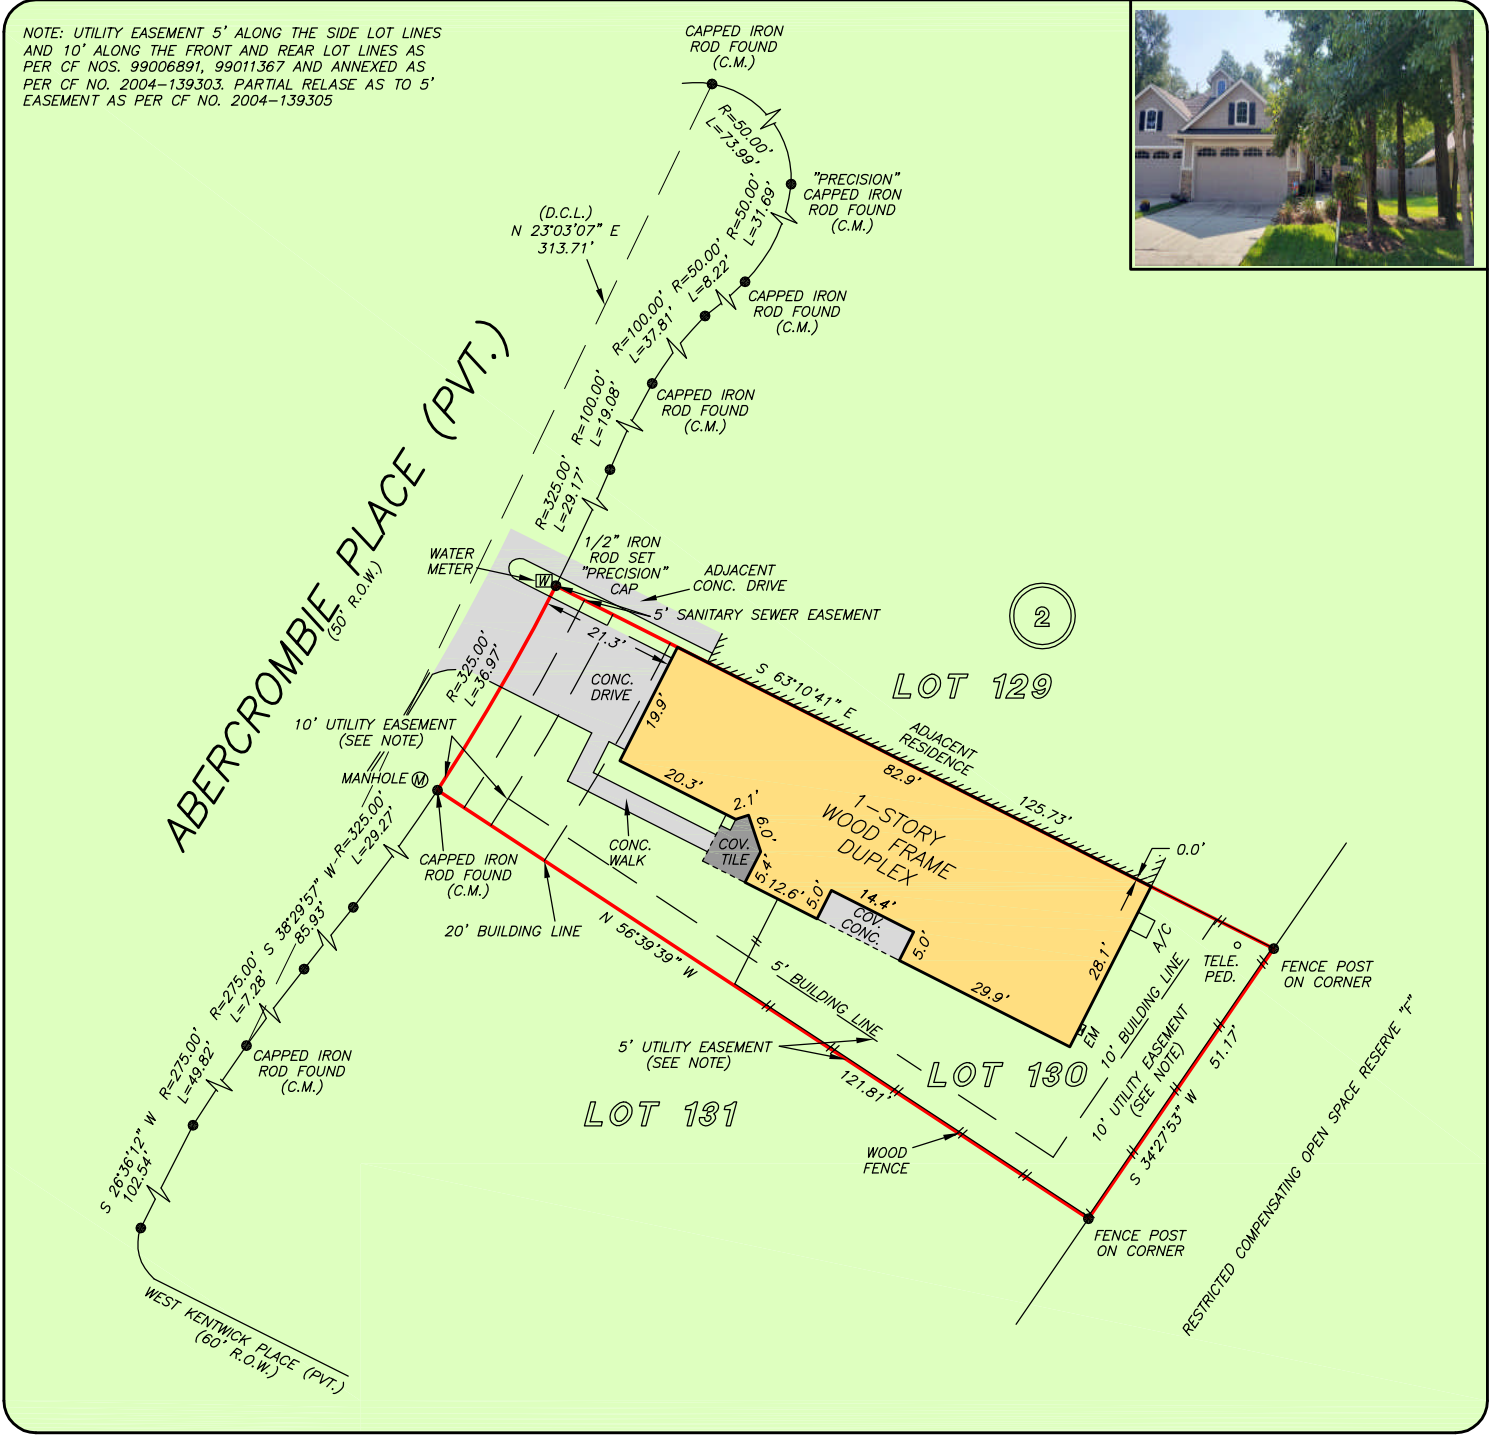 NOTE: UTILITY EASEMENT 5' ALONG THE SIDE LOT LINES
AND 10' ALONG THE FRONT AND REAR LOT LINES AS
PER CF NOS. 99006891, 99011367 AND ANNEXED AS
PER CF NO. 2004-139303. PARTIAL RELASE AS TO 5'
EASEMENT AS PER CF NO. 2004-139305
CAPPED IRON
ROD FOUND
(C.M.)
R=50.00'
L=73.99'
"PRECISION"
CAPPED IRON
ROD FOUND
(C.M.)
R=50.00'
L=31.69'
(D.C.L.)
N 23°03'07" E
313.71'
R=50.00'
L=8.22'
CAPPED IRON
ROD FOUND
(C.M.)
R=100.00'
L=37.81'
CAPPED IRON
ROD FOUND
(C.M.)
R=100.00'
L=19.08'
R=325.00'
L=29.17'
ABERCROMBIE PLACE (PVT.)
(50' R.O.W.)
WATER
METER
W
1/2" IRON
ROD SET
"PRECISION"
CAP
ADJACENT
CONC. DRIVE
5' SANITARY SEWER EASEMENT
2
LOT 129
21.3'
R=325.00'
L=36.97'
CONC.
DRIVE
S 63°10'41" E
125.73'
ADJACENT
RESIDENCE
19.9'
82.9'
10' UTILITY EASEMENT
(SEE NOTE)
MANHOLE M
20.3'
2.1'
6.0'
5.4'
1-STORY
WOOD FRAME
DUPLEX
COV.
TILE
CONC.
WALK
12.6'
5.0'
14.4'
COV.
CONC.
5.0'
29.9'
28.1'
0.0'
A/C
EM
TELE.
PED.
FENCE POST
ON CORNER
R=325.00'
L=29.27'
CAPPED IRON
ROD FOUND
(C.M.)
20' BUILDING LINE
N 56°39'39" W
121.81'
5' BUILDING LINE
5' UTILITY EASEMENT
(SEE NOTE)
10' BUILDING LINE
10' UTILITY EASEMENT
(SEE NOTE)
S 34°27'53" W
51.17'
LOT 130
LOT 131
WOOD
FENCE
FENCE POST
ON CORNER
RESTRICTED COMPENSATING OPEN SPACE RESERVE "F"
S 38°29'57" W
85.93'
R=275.00'
L=7.28'
CAPPED IRON
ROD FOUND
(C.M.)
R=275.00'
L=49.82'
S 26°36'12" W
102.54'
WEST KENTWICK PLACE (PVT.)
(60' R.O.W.)